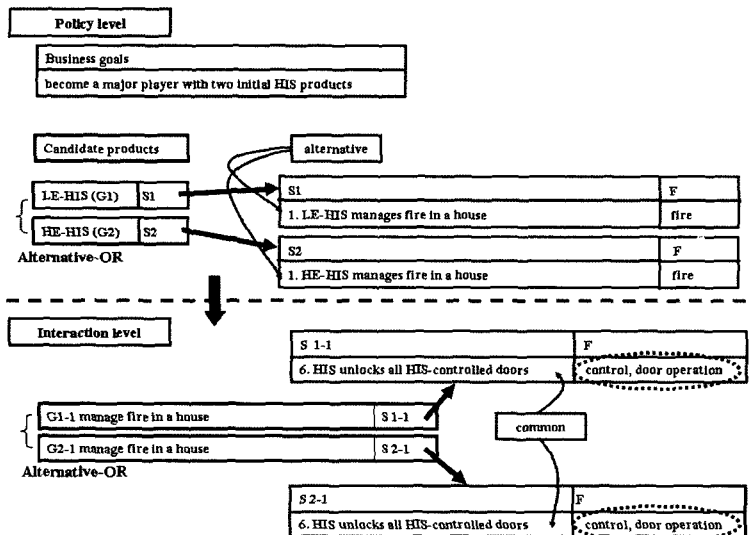 Policy level
Business goals
become a major player with two initial HIS products
Candidate products
alternative
LE-HIS (G1) S1
HE-HIS (G2) S2
Alternative-OR
S1 F
1. LE-HIS manages fire in a house fire
S2 F
1. HE-HIS manages fire in a house fire
Interaction level
S 1-1 F
6. HIS unlocks all HIS-controlled doors control, door operation
G1-1 manage fire in a house S 1-1
G2-1 manage fire in a house S 2-1
Alternative-OR
common
S 2-1 F
6. HIS unlocks all HIS-controlled doors control, door operation